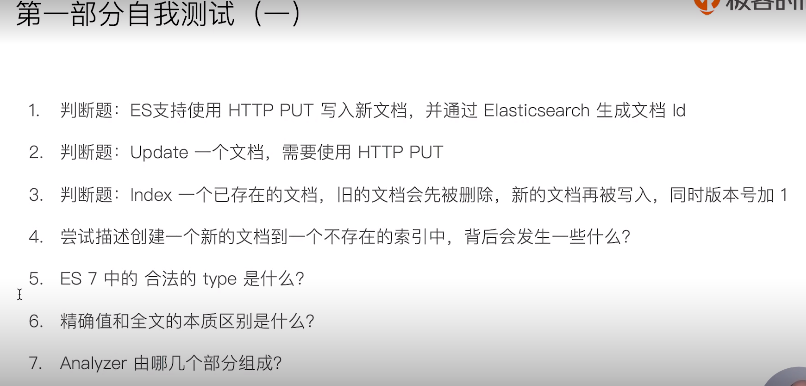 第一部分自我测试（一）
1. 判断题：ES支持使用 HTTP PUT 写入新文档，并通过 Elasticsearch 生成文档 Id
2. 判断题：Update 一个文档，需要使用 HTTP PUT
3. 判断题：Index 一个已存在的文档，旧的文档会先被删除，新的文档再被写入，同时版本号加 1
4. 尝试描述创建一个新的文档到一个不存在的索引中，背后会发生一些什么？
5. ES 7 中的 合法的 type 是什么？
6. 精确值和全文的本质区别是什么？
7. Analyzer 由哪几个部分组成？